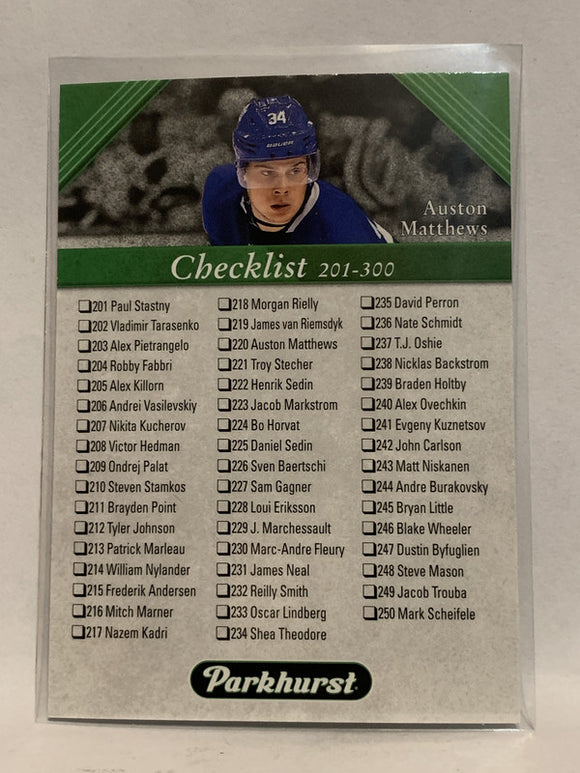 34
BAUER
Auston
Matthews
Checklist 201-300
201 Paul Stastny
202 Vladimir Tarasenko
203 Alex Pietrangelo
204 Robby Fabbri
205 Alex Killorn
206 Andrei Vasilevskiy
207 Nikita Kucherov
208 Victor Hedman
209 Ondrej Palat
210 Steven Stamkos
211 Brayden Point
212 Tyler Johnson
213 Patrick Marleau
214 William Nylander
215 Frederik Andersen
216 Mitch Marner
217 Nazem Kadri
218 Morgan Rielly
219 James van Riemsdyk
220 Auston Matthews
221 Troy Stecher
222 Henrik Sedin
223 Jacob Markstrom
224 Bo Horvat
225 Daniel Sedin
226 Sven Baertschi
227 Sam Gagner
228 Loui Eriksson
229 J. Marchessault
230 Marc-Andre Fleury
231 James Neal
232 Reilly Smith
233 Oscar Lindberg
234 Shea Theodore
235 David Perron
236 Nate Schmidt
237 T.J. Oshie
238 Nicklas Backstrom
239 Braden Holtby
240 Alex Ovechkin
241 Evgeny Kuznetsov
242 John Carlson
243 Matt Niskanen
244 Andre Burakovsky
245 Bryan Little
246 Blake Wheeler
247 Dustin Byfuglien
248 Steve Mason
249 Jacob Trouba
250 Mark Scheifele
Parkhurst